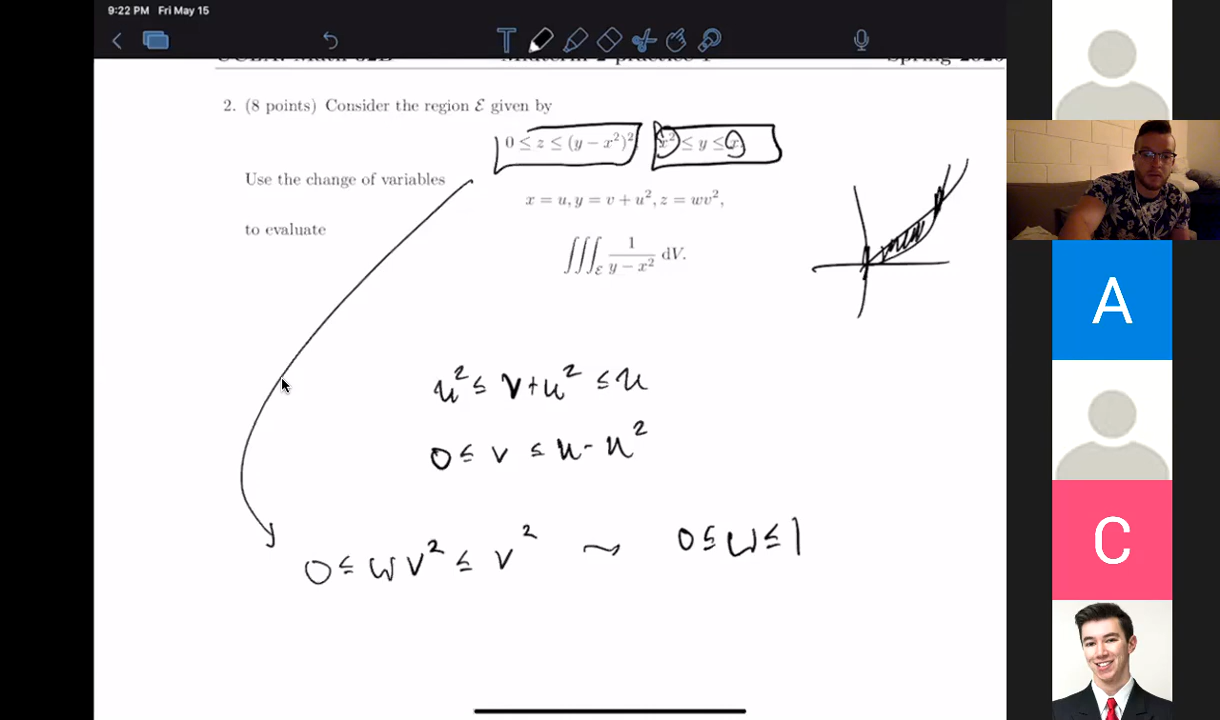 9:22 PM Fri May 15
T
2. (8 points) Consider the region ℰ given by
0 ≤ z ≤ (y − x²)², x² ≤ y ≤ x
Use the change of variables
x = u, y = v + u², z = wv²,
to evaluate
∭_ℰ 1/(y − x²) dV.
u² ≤ v+u² ≤ u
0 ≤ v ≤ u - u²
0 ≤ wv² ≤ v² ⤳ 0 ≤ w ≤ 1
A
C